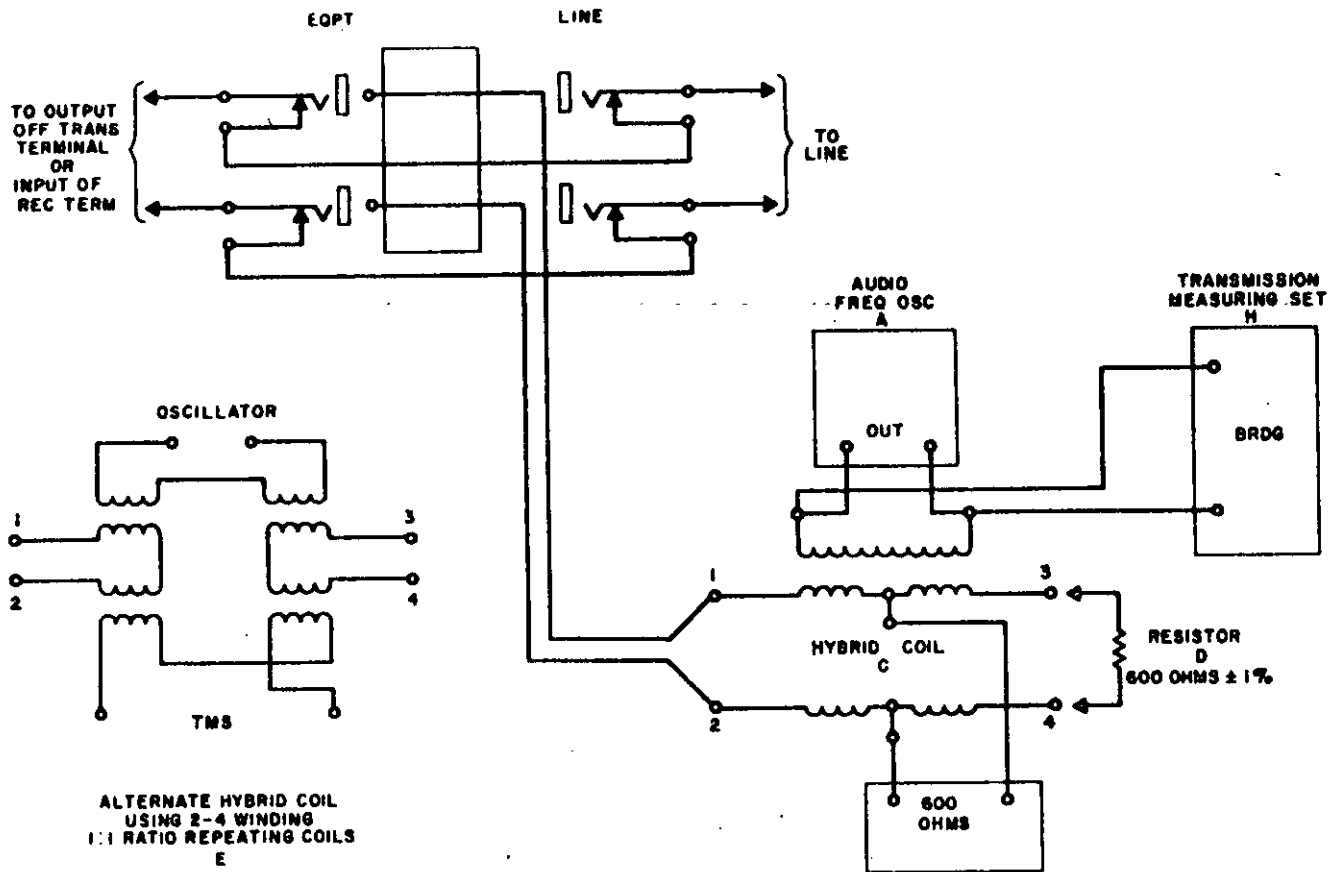 EQPT
LINE
TO OUTPUT
OFF TRANS
TERMINAL
OR
INPUT OF
REC TERM
TO
LINE
AUDIO
FREQ OSC
A
OUT
TRANSMISSION
MEASURING SET
H
BRDG
OSCILLATOR
1
2
3
4
TMS
ALTERNATE HYBRID COIL
USING 2-4 WINDING
1:1 RATIO REPEATING COILS
E
1
2
3
4
HYBRID COIL
C
RESISTOR
D
600 OHMS ± 1%
600
OHMS